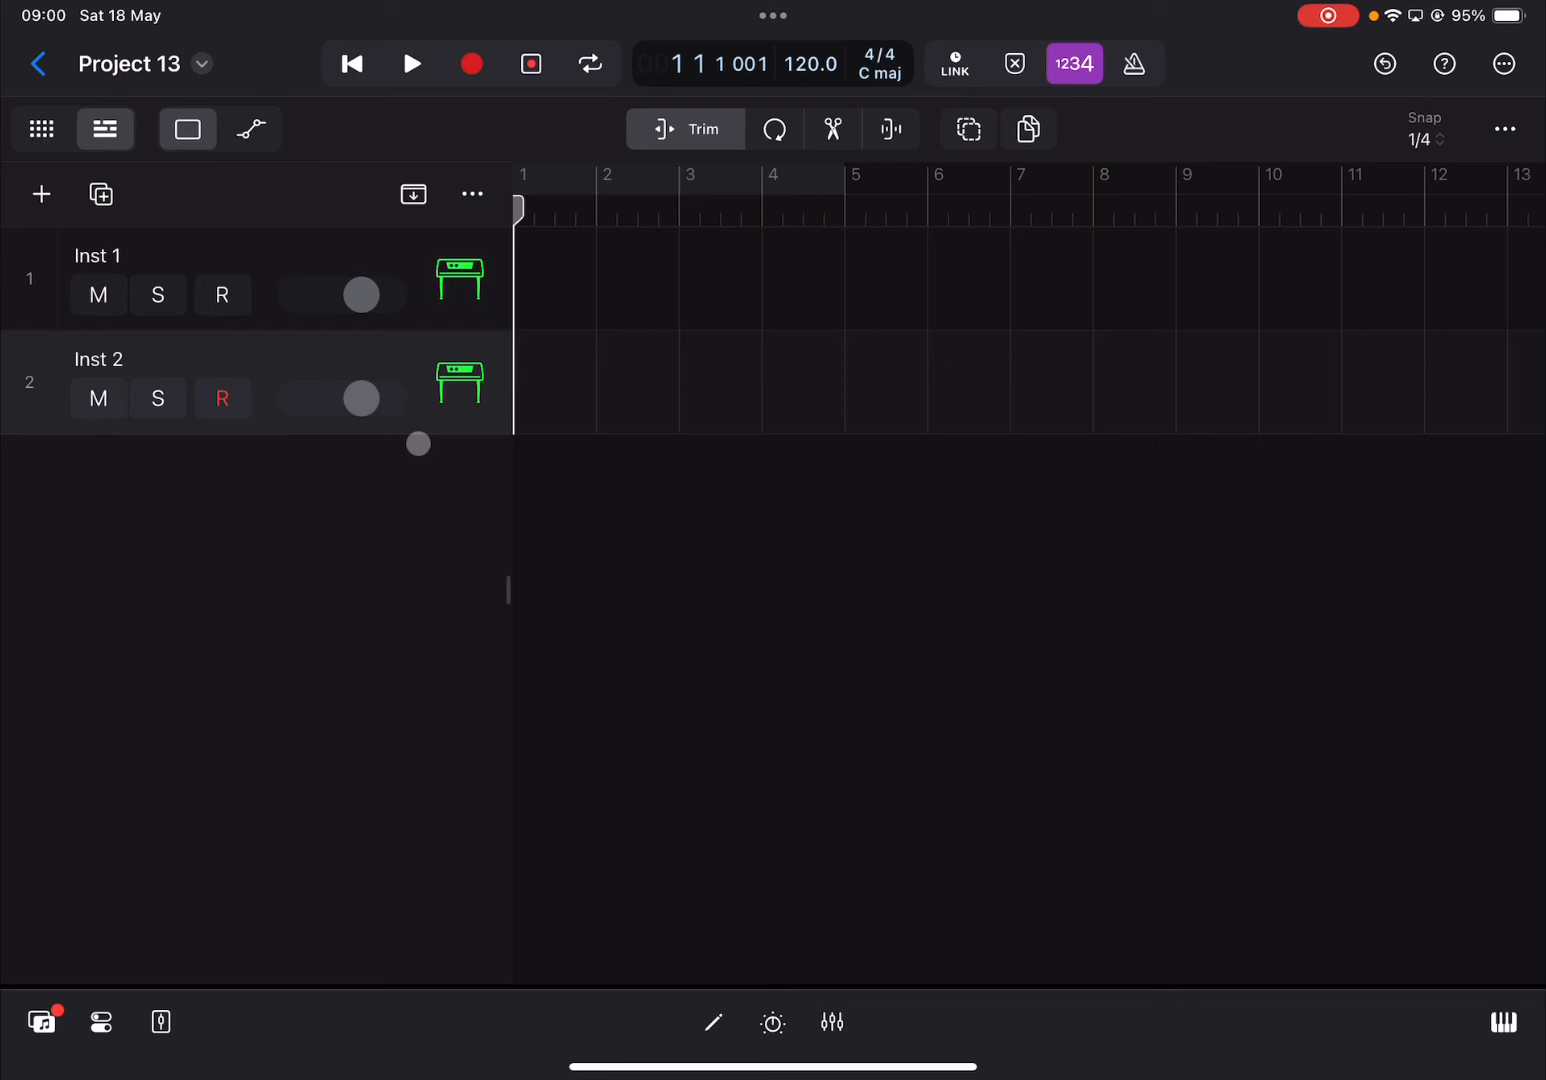 09:00 Sat 18 May
95%
Project 13
001 1 1 001
120.0
4/4
C maj
LINK
1234
Trim
Snap
1/4
1 2 3 4 5 6 7 8 9 10 11 12 13
1
Inst 1
M S R
2
Inst 2
M S R